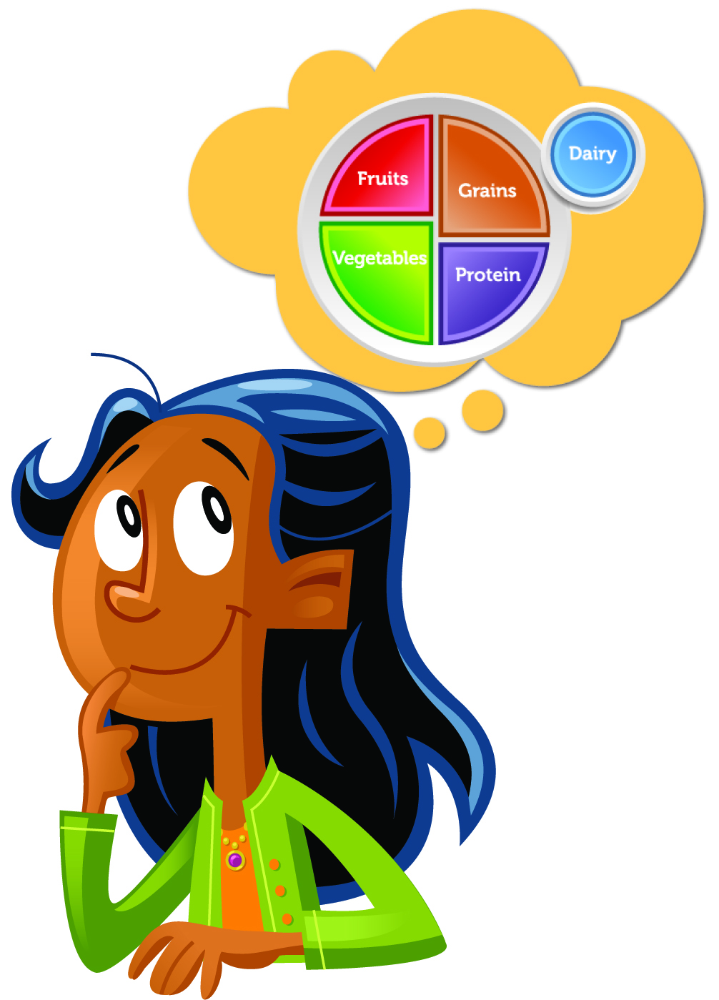 Fruits
Grains
Dairy
Vegetables
Protein